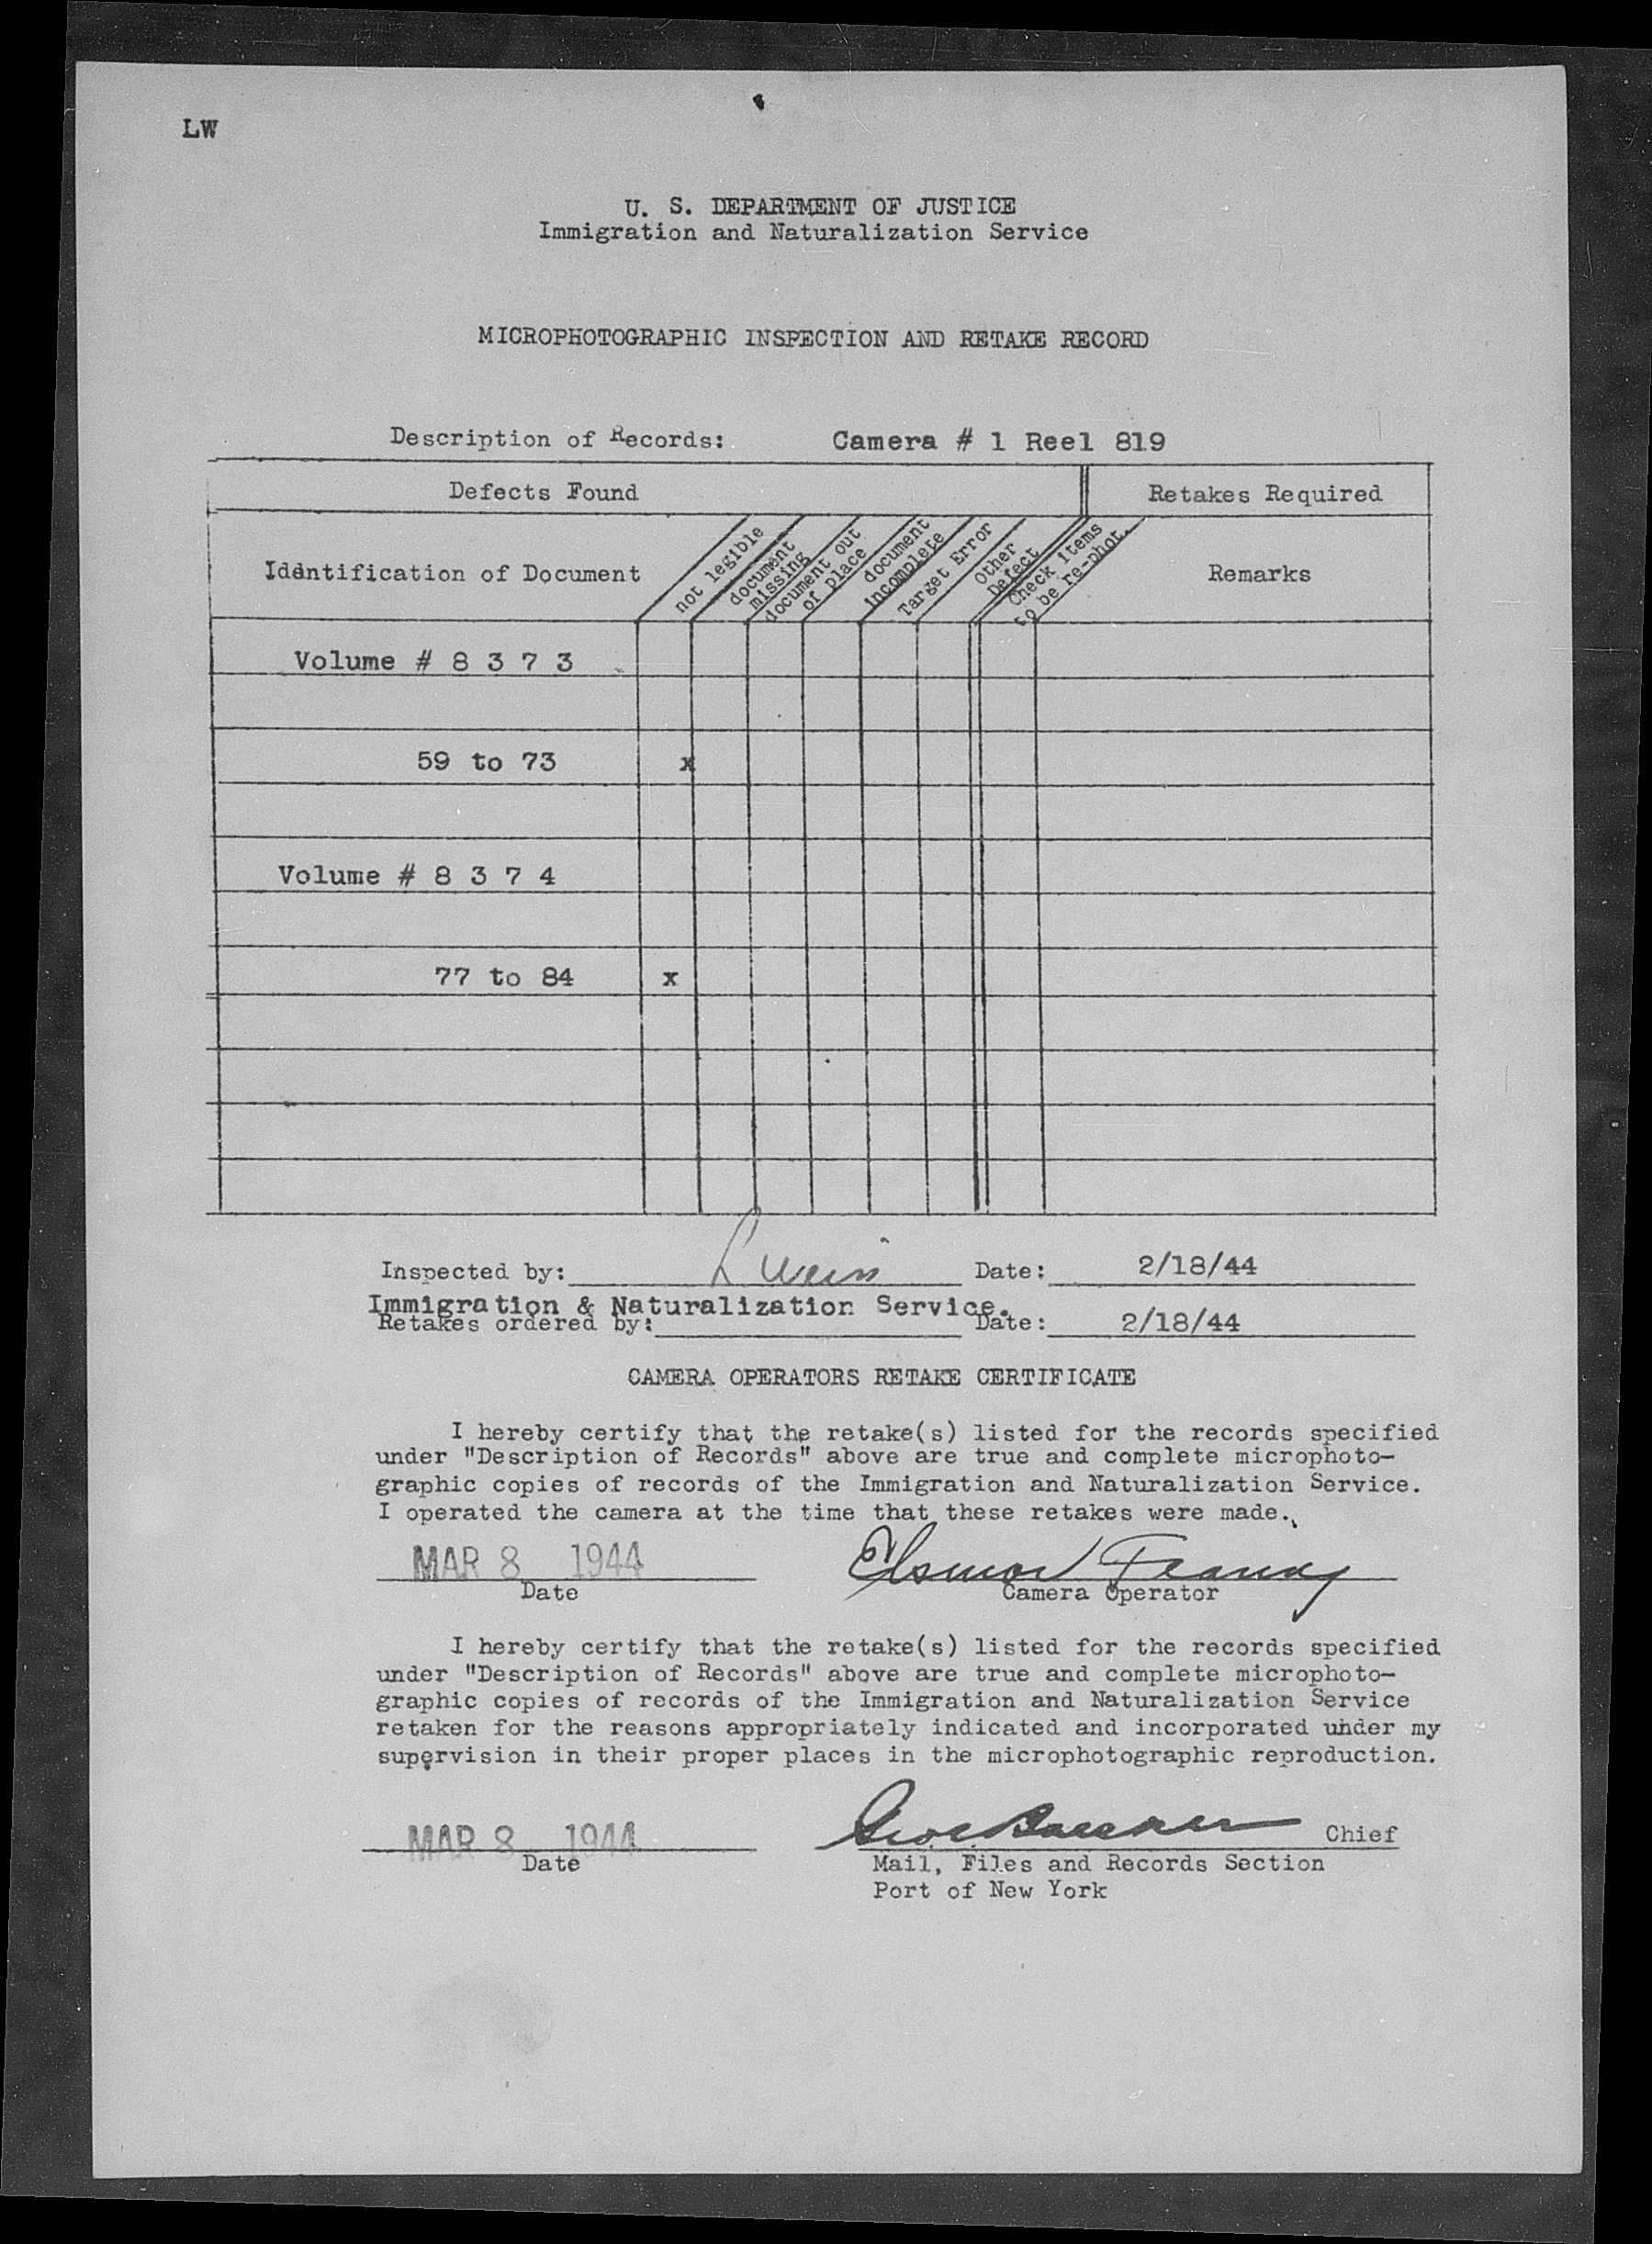 LW
U. S. DEPARTMENT OF JUSTICE
Immigration and Naturalization Service
MICROPHOTOGRAPHIC INSPECTION AND RETAKE RECORD
Description of Records: Camera # 1 Reel 819
Defects Found Retakes Required
Identification of Document
not legible
document
missing
document out
of place
document
incomplete
Target Error
Other
Defect
Check items
to be re-phot.
Remarks
Volume # 8 3 7 3
59 to 73 x
Volume # 8 3 7 4
77 to 84 x
Inspected by: L Weiss Date: 2/18/44
Immigration & Naturalization Service.
Retakes ordered by: Date: 2/18/44
CAMERA OPERATORS RETAKE CERTIFICATE
I hereby certify that the retake(s) listed for the records specified
under "Description of Records" above are true and complete microphoto-
graphic copies of records of the Immigration and Naturalization Service.
I operated the camera at the time that these retakes were made.
MAR 8 1944
Date Camera Operator
I hereby certify that the retake(s) listed for the records specified
under "Description of Records" above are true and complete microphoto-
graphic copies of records of the Immigration and Naturalization Service
retaken for the reasons appropriately indicated and incorporated under my
supervision in their proper places in the microphotographic reproduction.
MAR 8 1944 Chief
Date Mail, Files and Records Section
Port of New York